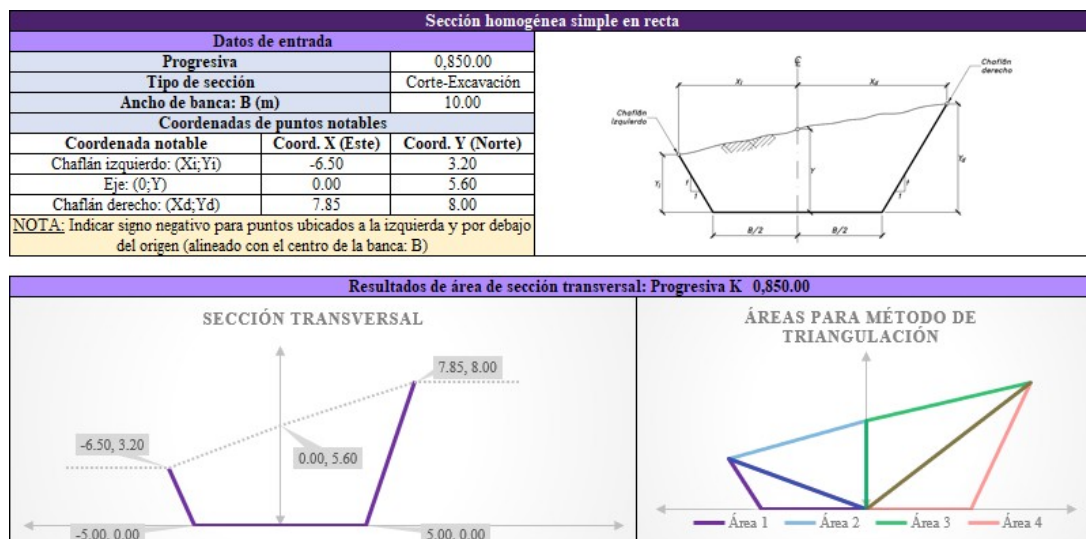 Sección homogénea simple en recta
Datos de entrada
Progresiva 0,850.00
Tipo de sección Corte-Excavación
Ancho de banca: B (m) 10.00
Coordenadas de puntos notables
Coordenada notable Coord. X (Este) Coord. Y (Norte)
Chaflán izquierdo: (Xi;Yi) -6.50 3.20
Eje: (0;Y) 0.00 5.60
Chaflán derecho: (Xd;Yd) 7.85 8.00
NOTA: Indicar signo negativo para puntos ubicados a la izquierda y por debajo
del origen (alineado con el centro de la banca: B)
Chaflán
derecho
Xi
Xd
Chaflán
izquierdo
Yi
Y
Yd
1
1
B/2
B/2
Resultados de área de sección transversal: Progresiva K 0,850.00
SECCIÓN TRANSVERSAL
7.85, 8.00
-6.50, 3.20
0.00, 5.60
-5.00, 0.00
5.00, 0.00
ÁREAS PARA MÉTODO DE
TRIANGULACIÓN
Área 1
Área 2
Área 3
Área 4